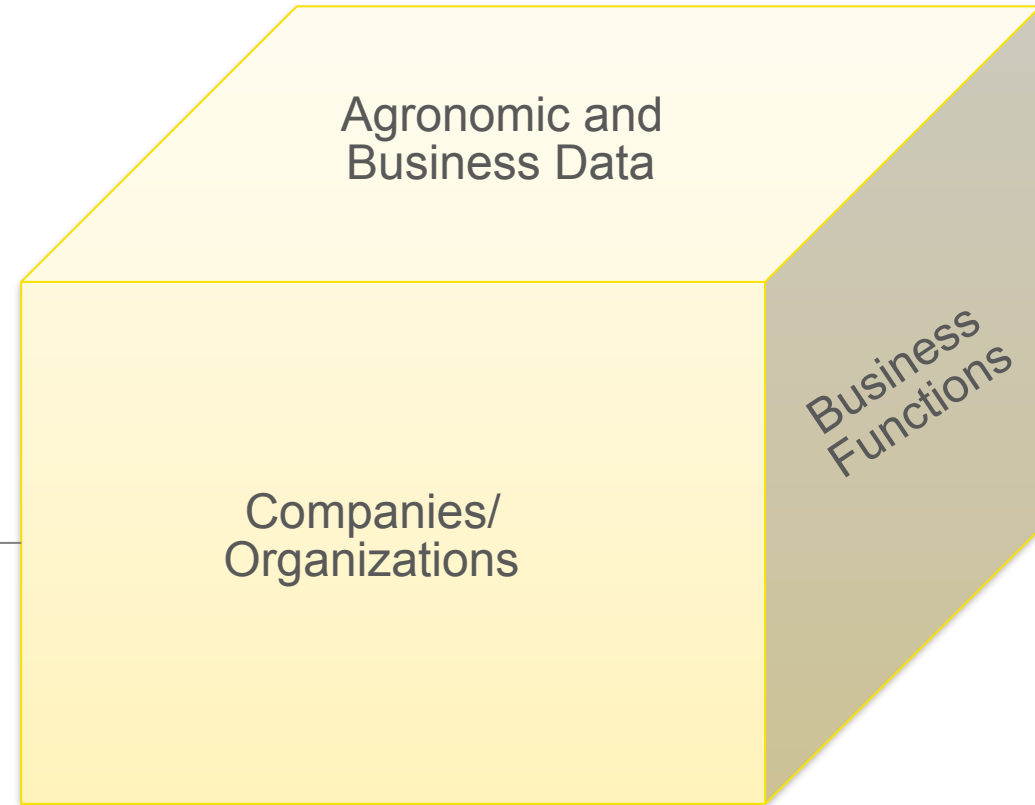 Agronomic and
Business Data
Business
Functions
Companies/
Organizations